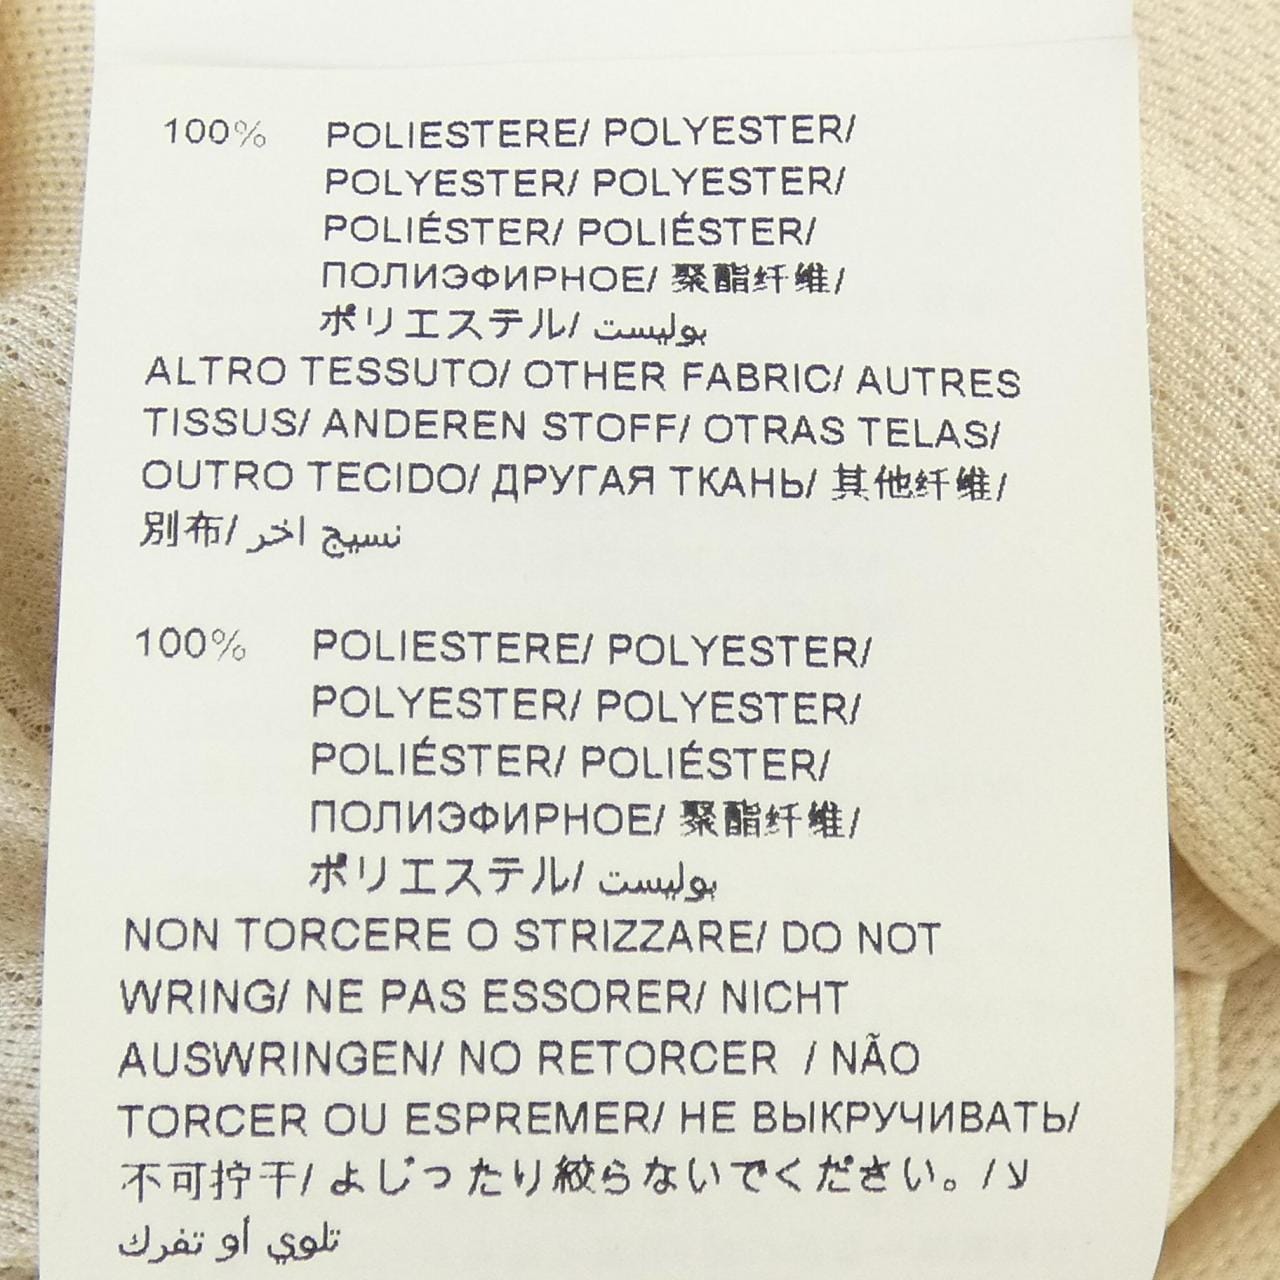 100% POLIESTERE/ POLYESTER/
POLYESTER/ POLYESTER/
POLIÉSTER/ POLIÉSTER/
ПОЛИЭФИРНОЕ/ 聚酯纤维/
ポリエステル/ بوليست
ALTRO TESSUTO/ OTHER FABRIC/ AUTRES
TISSUS/ ANDEREN STOFF/ OTRAS TELAS/
OUTRO TECIDO/ ДРУГАЯ ТКАНЬ/ 其他纤维/
別布/ نسيج اخر
100% POLIESTERE/ POLYESTER/
POLYESTER/ POLYESTER/
POLIÉSTER/ POLIÉSTER/
ПОЛИЭФИРНОЕ/ 聚酯纤维/
ポリエステル/ بوليست
NON TORCERE O STRIZZARE/ DO NOT
WRING/ NE PAS ESSORER/ NICHT
AUSWRINGEN/ NO RETORCER / NÃO
TORCER OU ESPREMER/ НЕ ВЫКРУЧИВАТЬ/
不可拧干/ よじったり絞らないでください。/ لا
تلوي أو تفرك